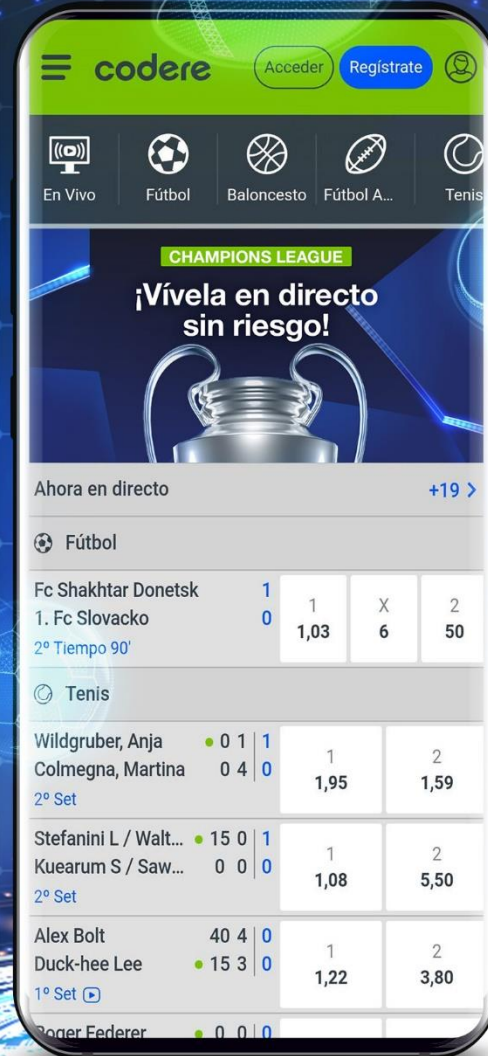 codere
Acceder
Regístrate
En Vivo
Fútbol
Baloncesto
Fútbol A...
Tenis
CHAMPIONS LEAGUE
¡Vívela en directo
sin riesgo!
Ahora en directo
+19 >
Fútbol
Fc Shakhtar Donetsk 1
1. Fc Slovacko 0
2º Tiempo 90'
1 X 2
1,03 6 50
Tenis
Wildgruber, Anja 0 1 | 1
Colmegna, Martina 0 4 | 0
2º Set
1 2
1,95 1,59
Stefanini L / Walt... 15 0 | 1
Kuearum S / Saw... 0 0 | 0
2º Set
1 2
1,08 5,50
Alex Bolt 40 4 | 0
Duck-hee Lee 15 3 | 0
1º Set
1 2
1,22 3,80
Roger Federer 0 0 | 0